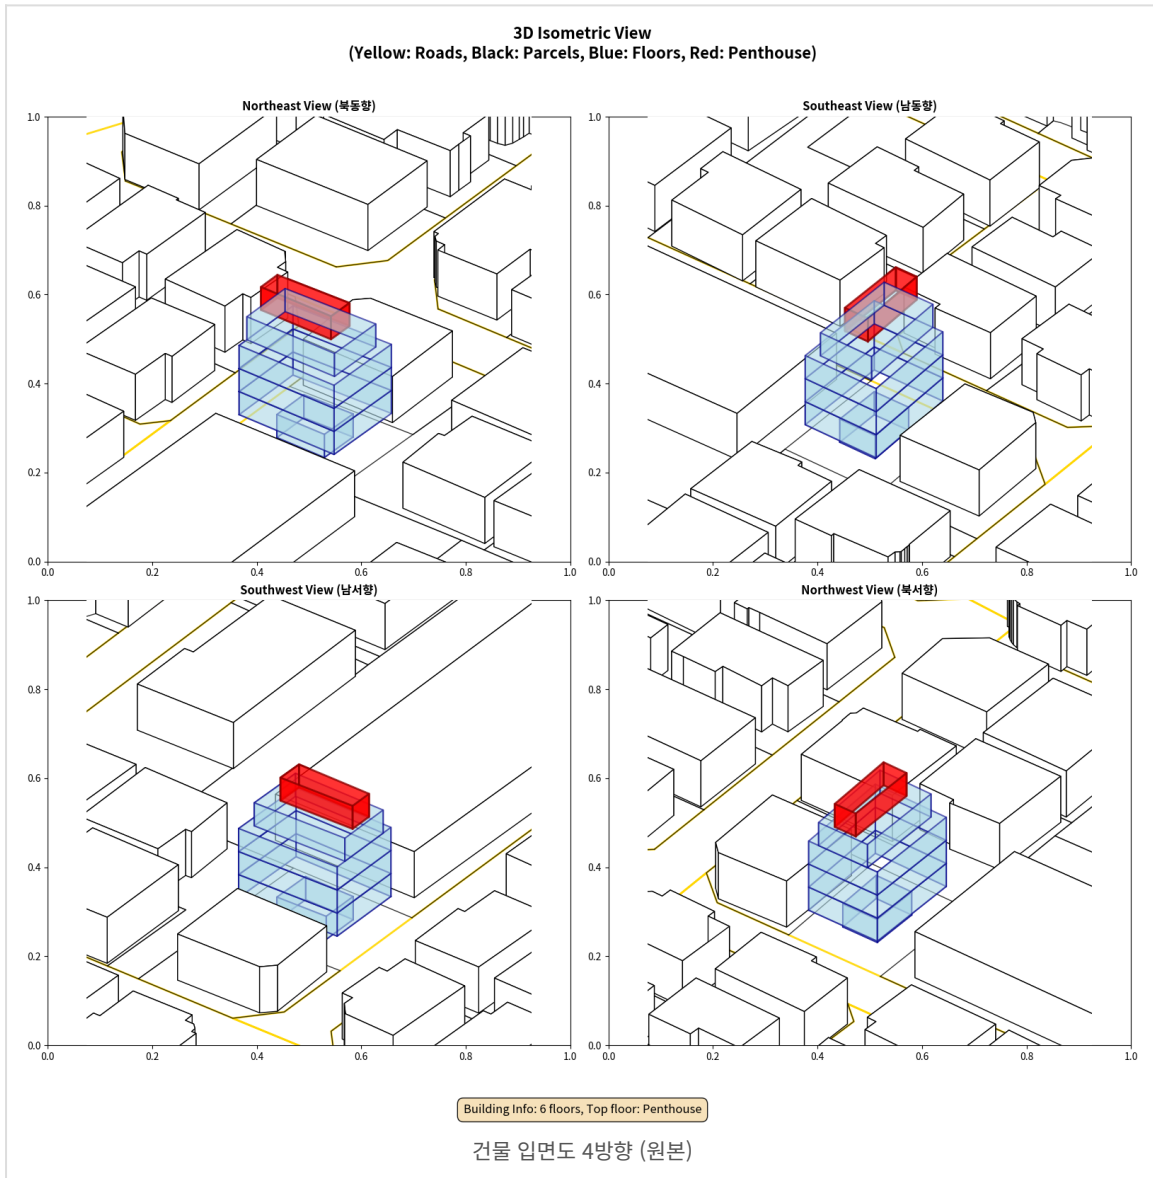 3D Isometric View
(Yellow: Roads, Black: Parcels, Blue: Floors, Red: Penthouse)
Northeast View (북동향)
1.0
0.8
0.6
0.4
0.2
0.0
0.0 0.2 0.4 0.6 0.8 1.0
Southeast View (남동향)
1.0
0.8
0.6
0.4
0.2
0.0
0.0 0.2 0.4 0.6 0.8 1.0
Southwest View (남서향)
1.0
0.8
0.6
0.4
0.2
0.0
0.0 0.2 0.4 0.6 0.8 1.0
Northwest View (북서향)
1.0
0.8
0.6
0.4
0.2
0.0
0.0 0.2 0.4 0.6 0.8 1.0
Building Info: 6 floors, Top floor: Penthouse
건물 입면도 4방향 (원본)